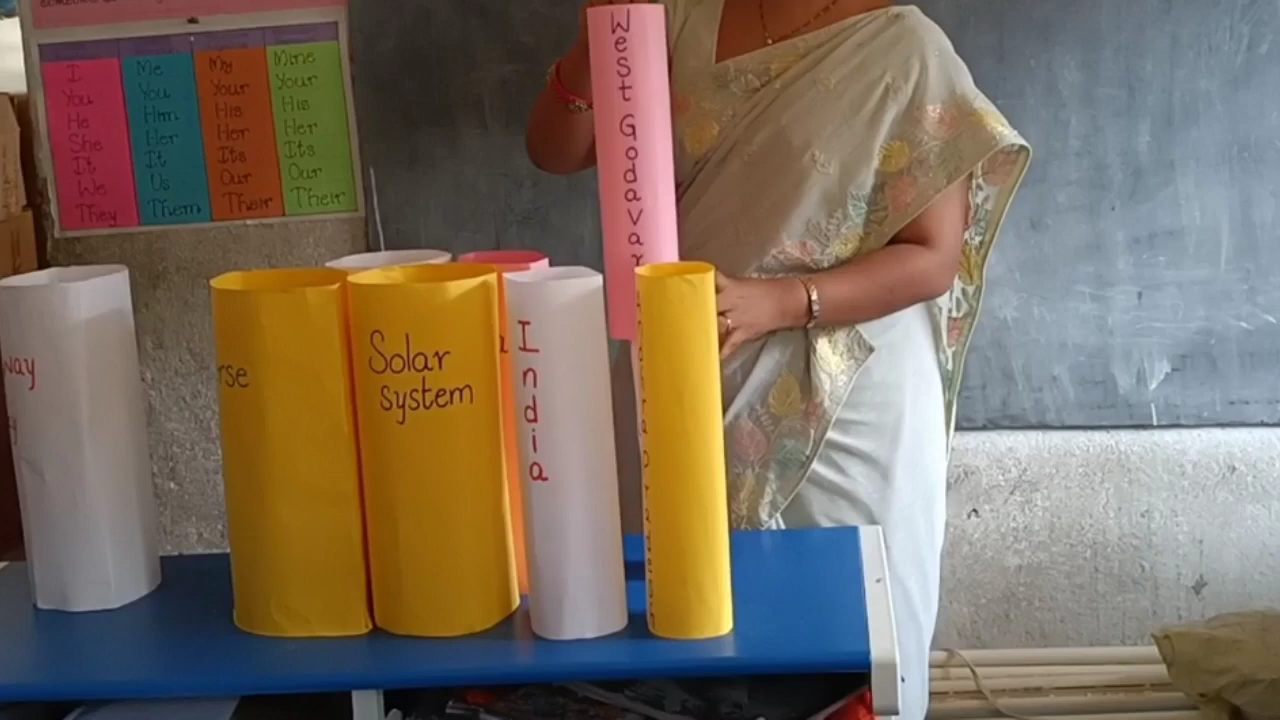 I
You
He
She
It
We
They
Me
You
Him
Her
It
Us
Them
My
Your
His
Her
Its
Our
Their
Mine
Your
His
Her
Its
Our
Their
West Godavar
way
rse
Solar
system
India